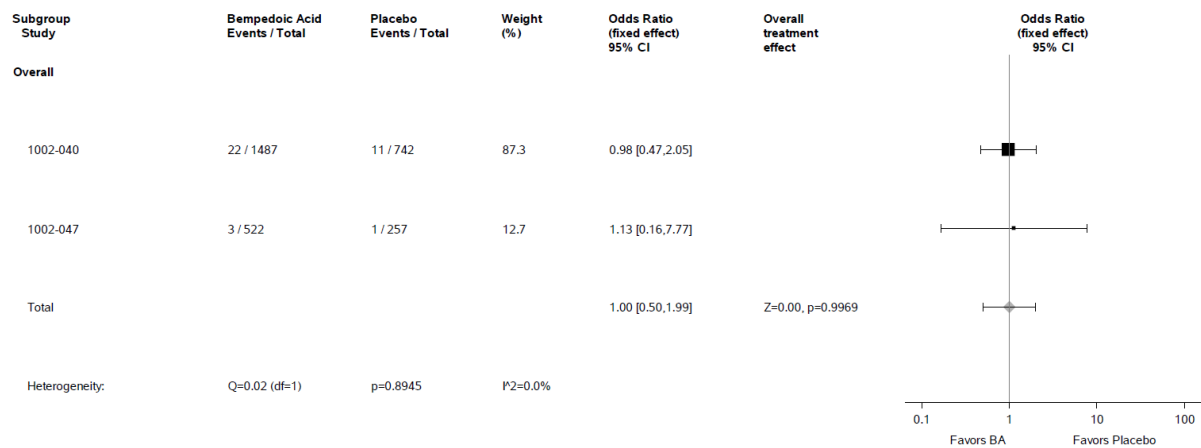 Subgroup Bempedoic Acid Placebo Weight Odds Ratio Overall Odds Ratio
Study Events / Total Events / Total (%) (fixed effect) treatment (fixed effect)
95% CI effect 95% CI
Overall
1002-040 22 / 1487 11 / 742 87.3 0.98 [0.47,2.05]
1002-047 3 / 522 1 / 257 12.7 1.13 [0.16,7.77]
Total 1.00 [0.50,1.99] Z=0.00, p=0.9969
Heterogeneity: Q=0.02 (df=1) p=0.8945 I^2=0.0%
0.1 1 10 100
Favors BA Favors Placebo